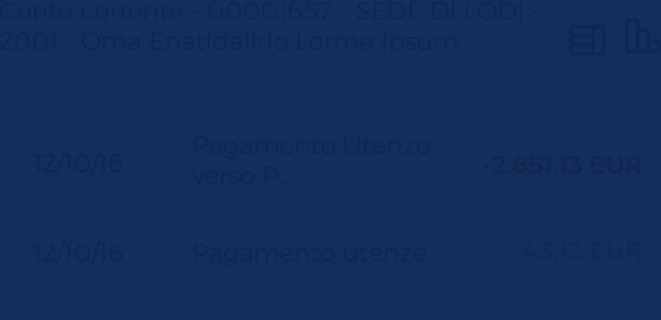 Conto corrente - 00001657 - SEDE DI LODI -
2001 - Oma Enatldallrlo Lorme Ipsum
12/10/16 Pagamento Utenze verso P... -2.651,13 EUR
12/10/16 Pagamento utenze 43,13 EUR